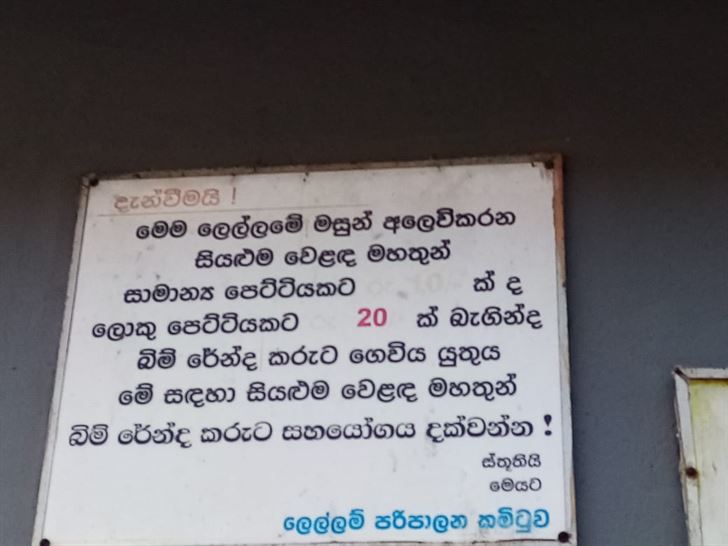 දැන්වීමයි !
මෙම ලෙල්ලමේ මසුන් අලෙවිකරන
සියළුම වෙළඳ මහතුන්
සාමාන්‍ය පෙට්ටියකට ක් ද
ලොකු පෙට්ටියකට 20 ක් බැගින්ද
බිම් රේන්ද කරුට ගෙවිය යුතුය
මේ සඳහා සියළුම වෙළඳ මහතුන්
බිම් රේන්ද කරුට සහයෝගය දක්වන්න !
ස්තූතියි
මෙයට
ලෙල්ලම් පරිපාලන කමිටුව